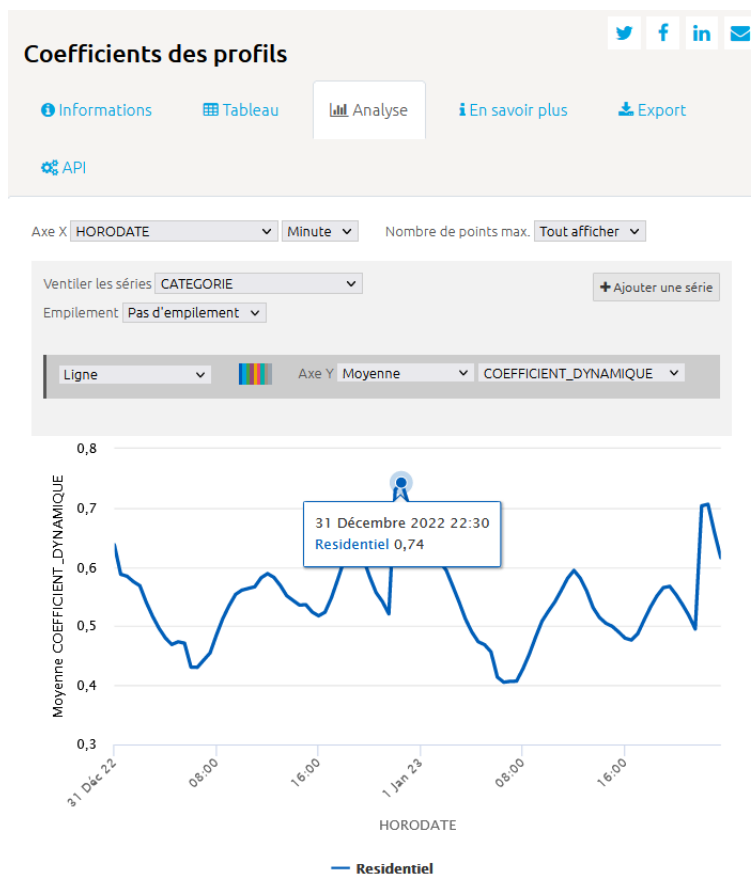 Coefficients des profils
Informations
Tableau
Analyse
En savoir plus
Export
API
Axe X HORODATE Minute Nombre de points max. Tout afficher
Ventiler les séries CATEGORIE
+ Ajouter une série
Empilement Pas d'empilement
Ligne Axe Y Moyenne COEFFICIENT_DYNAMIQUE
0,8
0,7
0,6
0,5
0,4
0,3
Moyenne COEFFICIENT_DYNAMIQUE
31 Décembre 2022 22:30
Residentiel 0,74
31 Déc 22
08:00
16:00
1 Jan 23
08:00
16:00
HORODATE
Residentiel